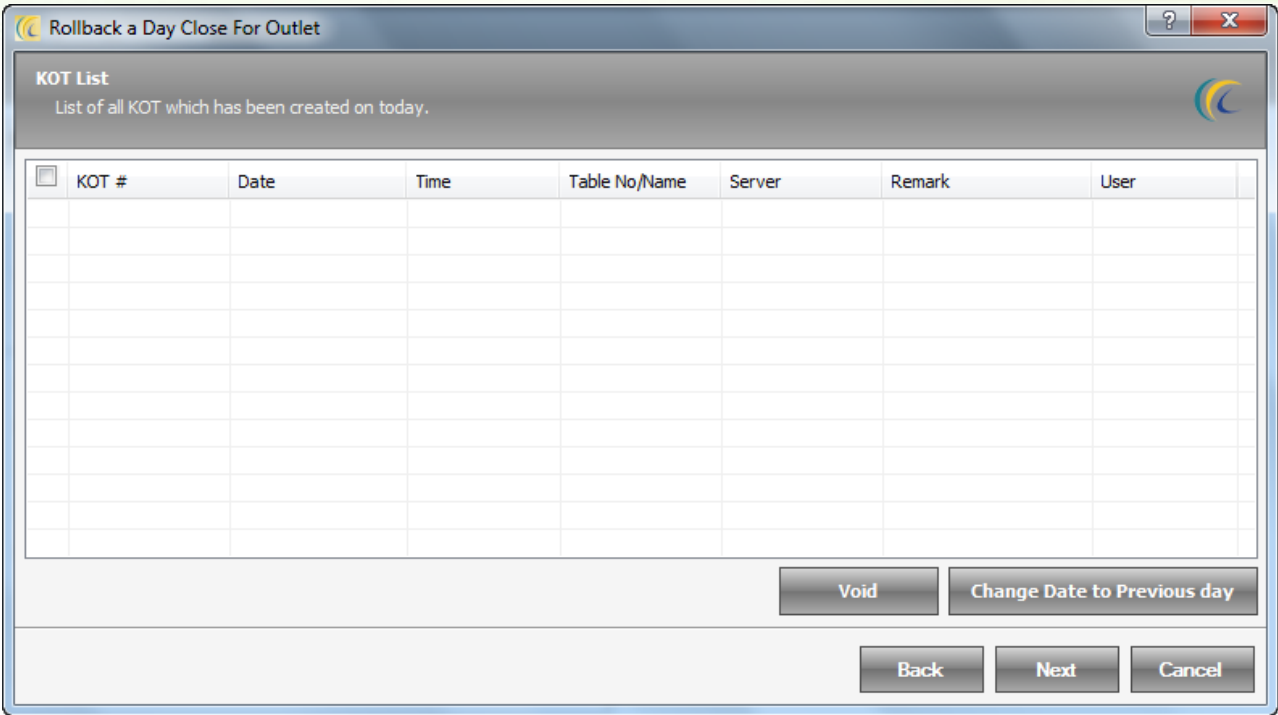 Rollback a Day Close For Outlet
? X
KOT List
List of all KOT which has been created on today.
KOT # Date Time Table No/Name Server Remark User
Void Change Date to Previous day
Back Next Cancel